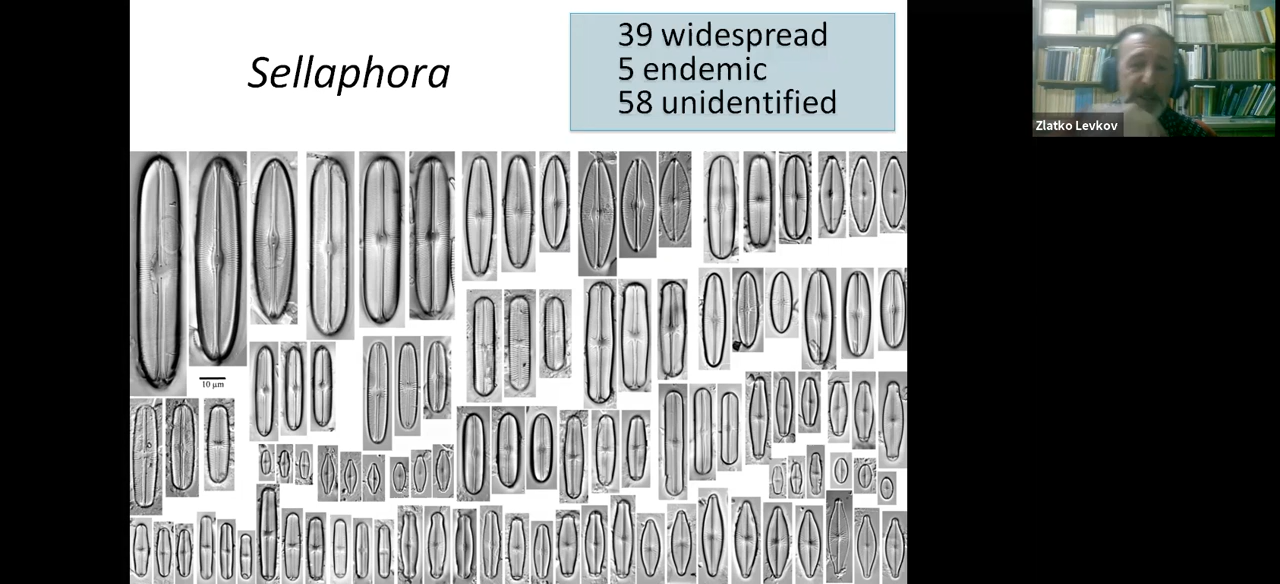 Sellaphora
39 widespread
5 endemic
58 unidentified
Zlatko Levkov
10 µm